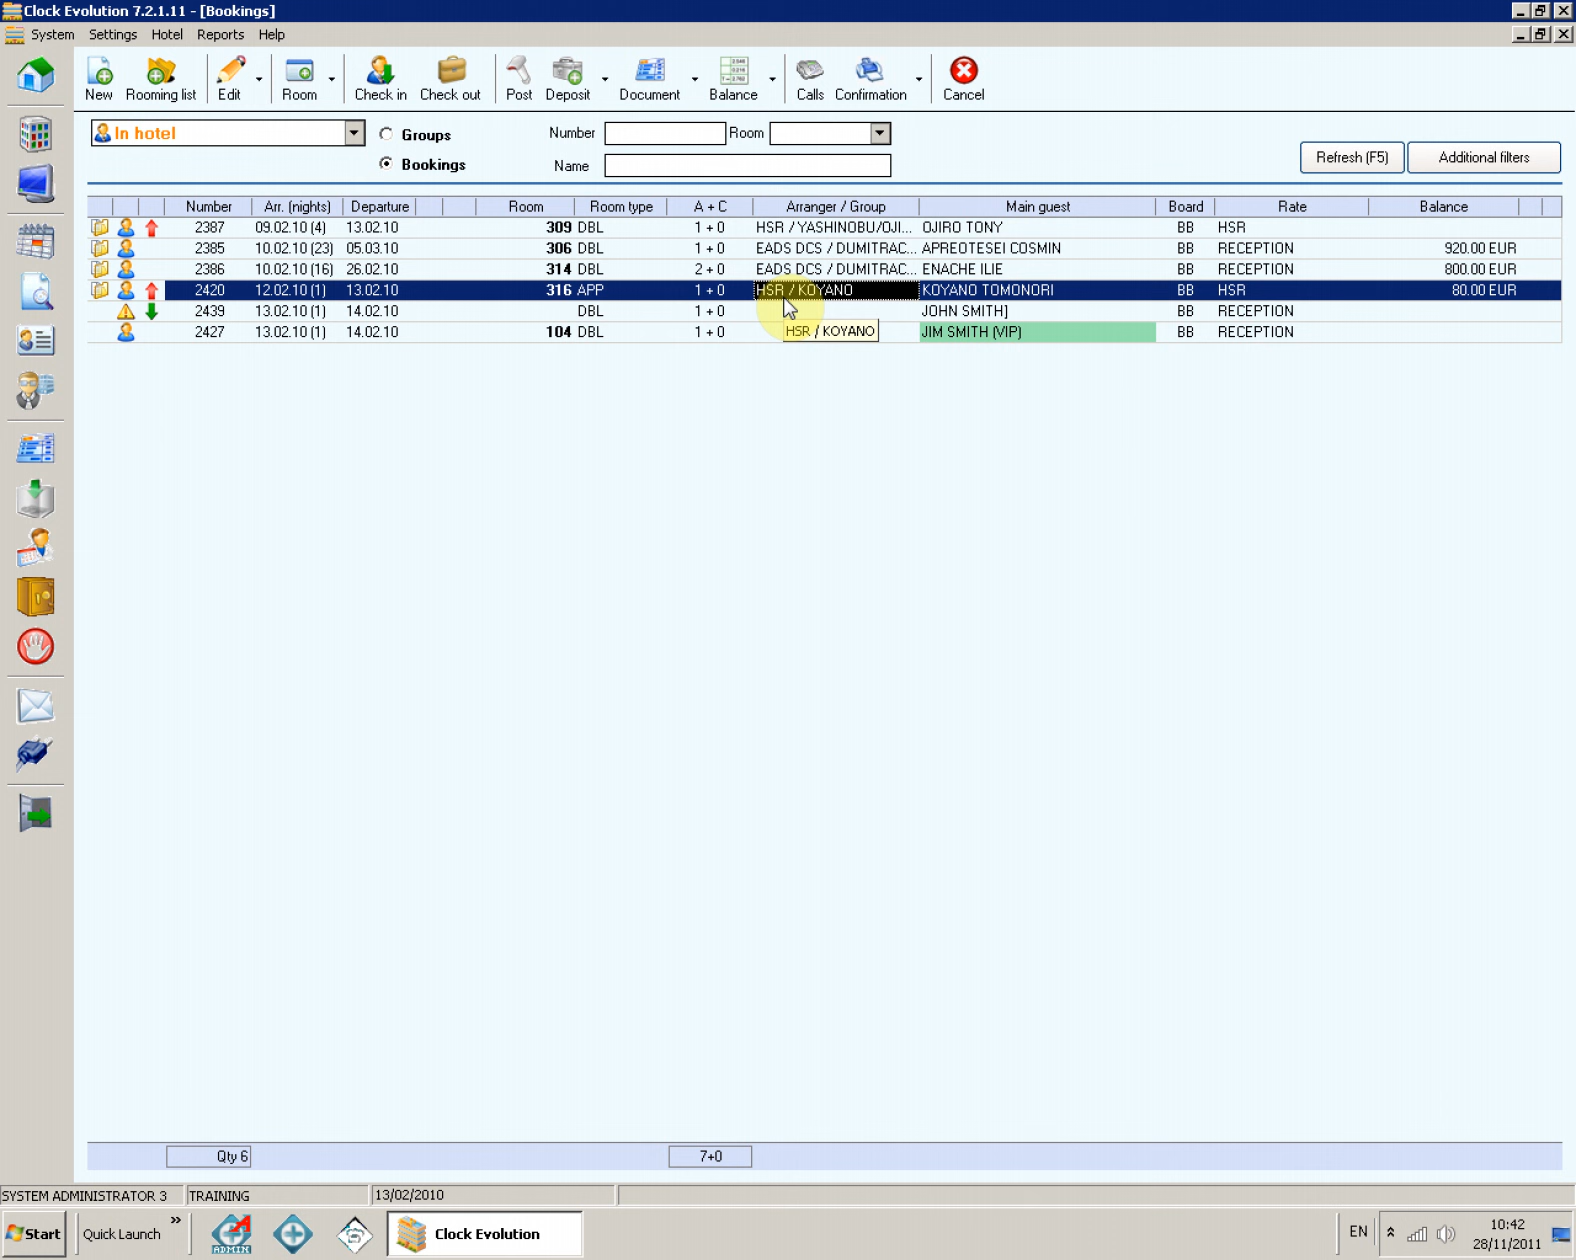 Clock Evolution 7.2.1.11 - [Bookings]
System Settings Hotel Reports Help
New Rooming list Edit Room Check in Check out Post Deposit Document Balance Calls Confirmation Cancel
In hotel Groups Number Room
Bookings Name Refresh (F5) Additional filters
Number Arr. (nights) Departure Room Room type A + C Arranger / Group Main guest Board Rate Balance
2387 09.02.10 (4) 13.02.10 309 DBL 1 + 0 HSR / YASHINOBU/OJI... OJIRO TONY BB HSR
2385 10.02.10 (23) 05.03.10 306 DBL 1 + 0 EADS DCS / DUMITRAC... APREOTESEI COSMIN BB RECEPTION 920.00 EUR
2386 10.02.10 (16) 26.02.10 314 DBL 2 + 0 EADS DCS / DUMITRAC... ENACHE ILIE BB RECEPTION 800.00 EUR
2420 12.02.10 (1) 13.02.10 316 APP 1 + 0 HSR / KOYANO KOYANO TOMONORI BB HSR 80.00 EUR
2439 13.02.10 (1) 14.02.10 DBL 1 + 0 JOHN SMITH] BB RECEPTION
2427 13.02.10 (1) 14.02.10 104 DBL 1 + 0 HSR / KOYANO JIM SMITH (VIP) BB RECEPTION
Qty 6 7+0
SYSTEM ADMINISTRATOR 3 TRAINING 13/02/2010
Start Quick Launch ADMIN Clock Evolution EN 10:42
28/11/2011